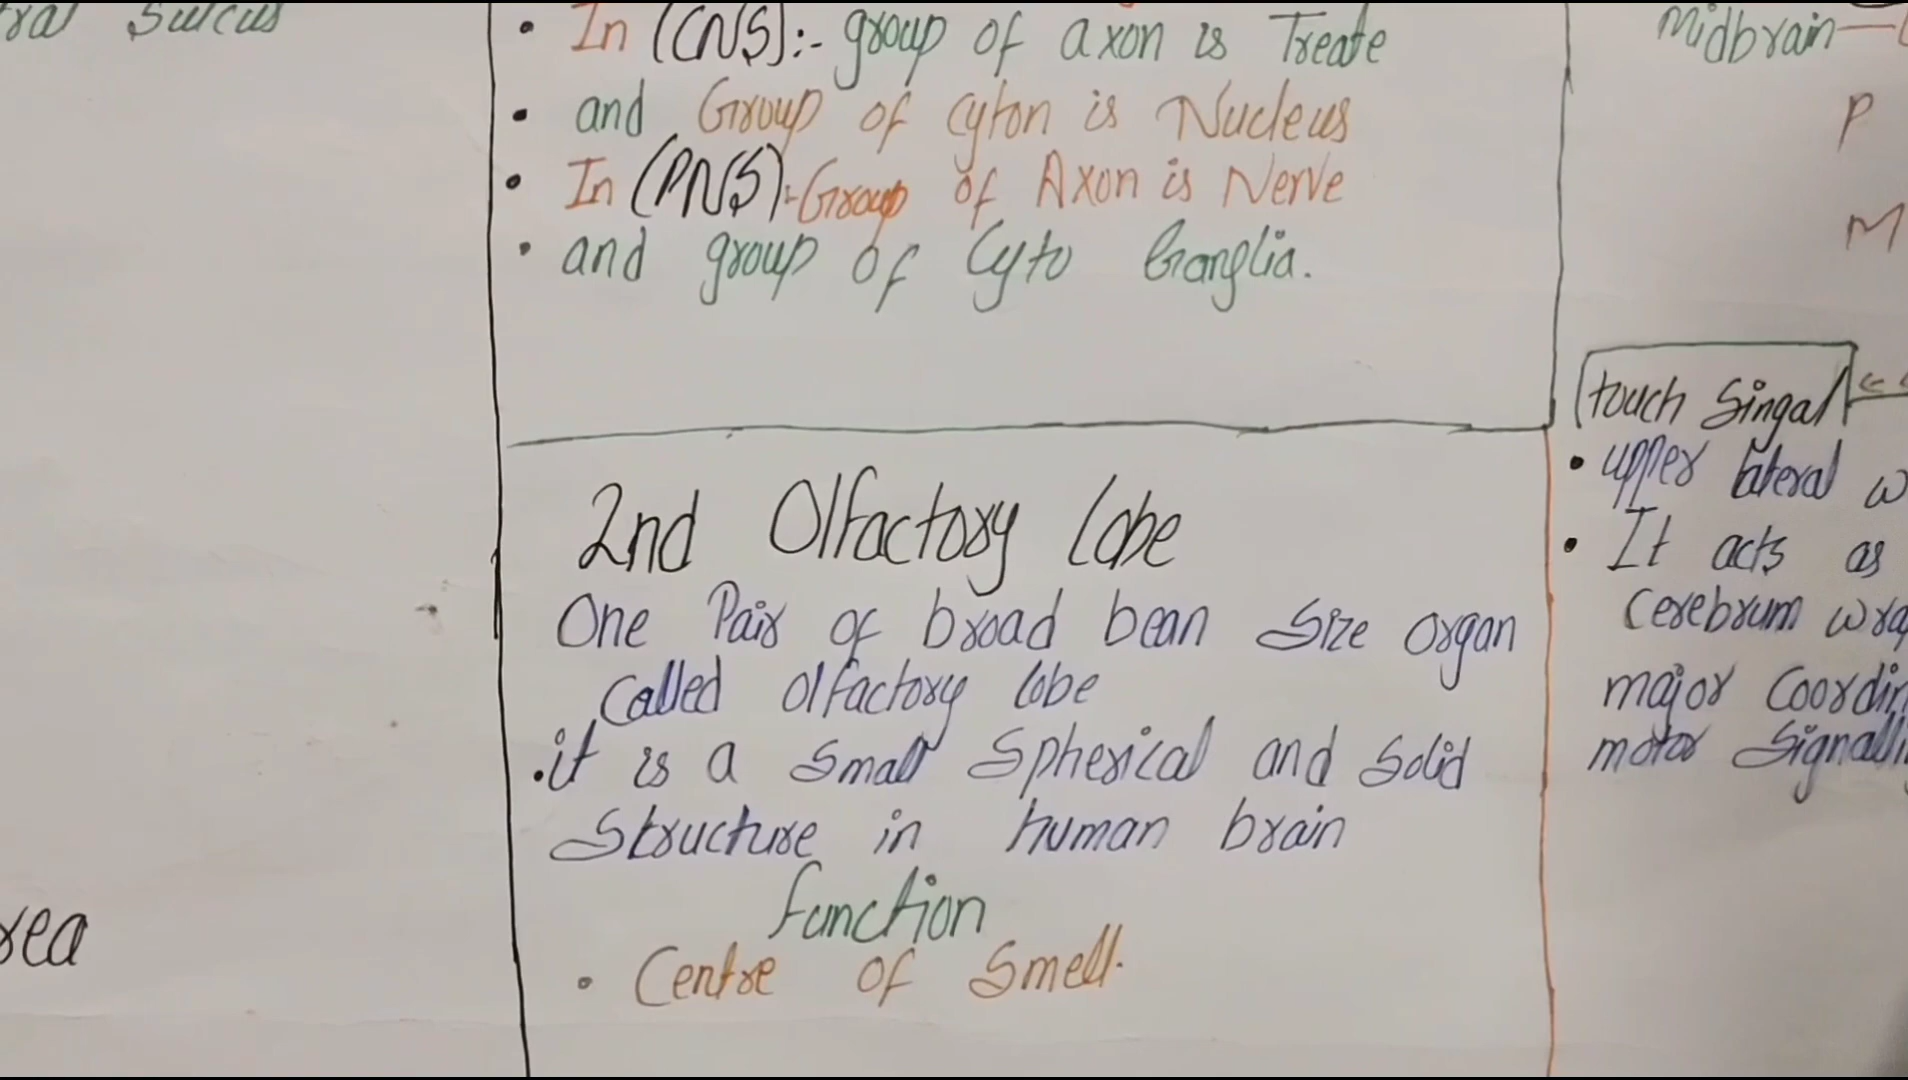 Sulcus
• In (CNS):- group of axon is Treate
• and Group of Cyton is Nucleus
• In (PNS):- Group of Axon is Nerve
• and group of Cyto Ganglia.
2nd Olfactory lobe
One Pair of broad bean Size organ
Called olfactory lobe
.it is a Small Spherical and Solid
Structure in human brain
function
• Centre of Smell.
Midbrain
P
M
touch Singal
• upper lateral
• It acts as
Cerebrum
major
motor